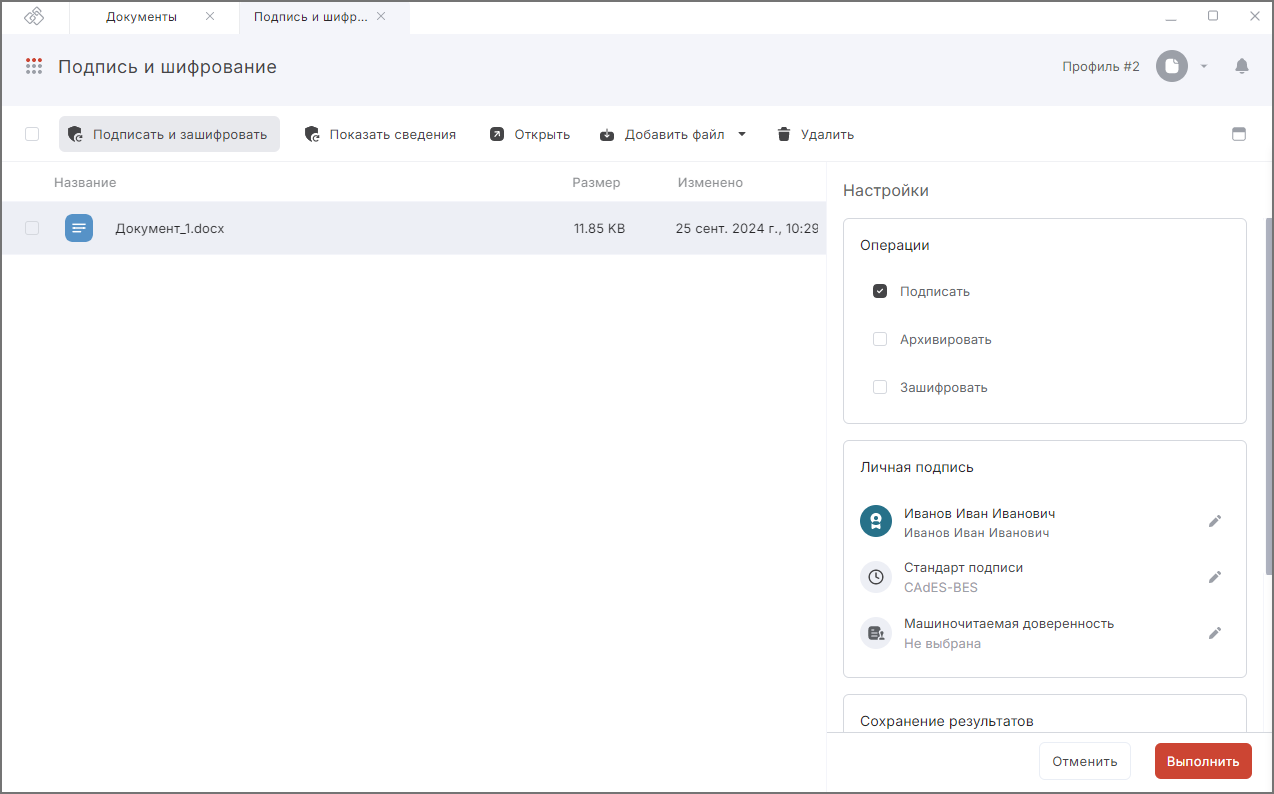 Документы
Подпись и шифр...
Подпись и шифрование
Профиль #2
Подписать и зашифровать
Показать сведения
Открыть
Добавить файл
Удалить
Название
Размер
Изменено
Документ_1.docx
11.85 KB
25 сент. 2024 г., 10:29
Настройки
Операции
Подписать
Архивировать
Зашифровать
Личная подпись
Иванов Иван Иванович
Иванов Иван Иванович
Стандарт подписи
CAdES-BES
Машиночитаемая доверенность
Не выбрана
Сохранение результатов
Отменить
Выполнить